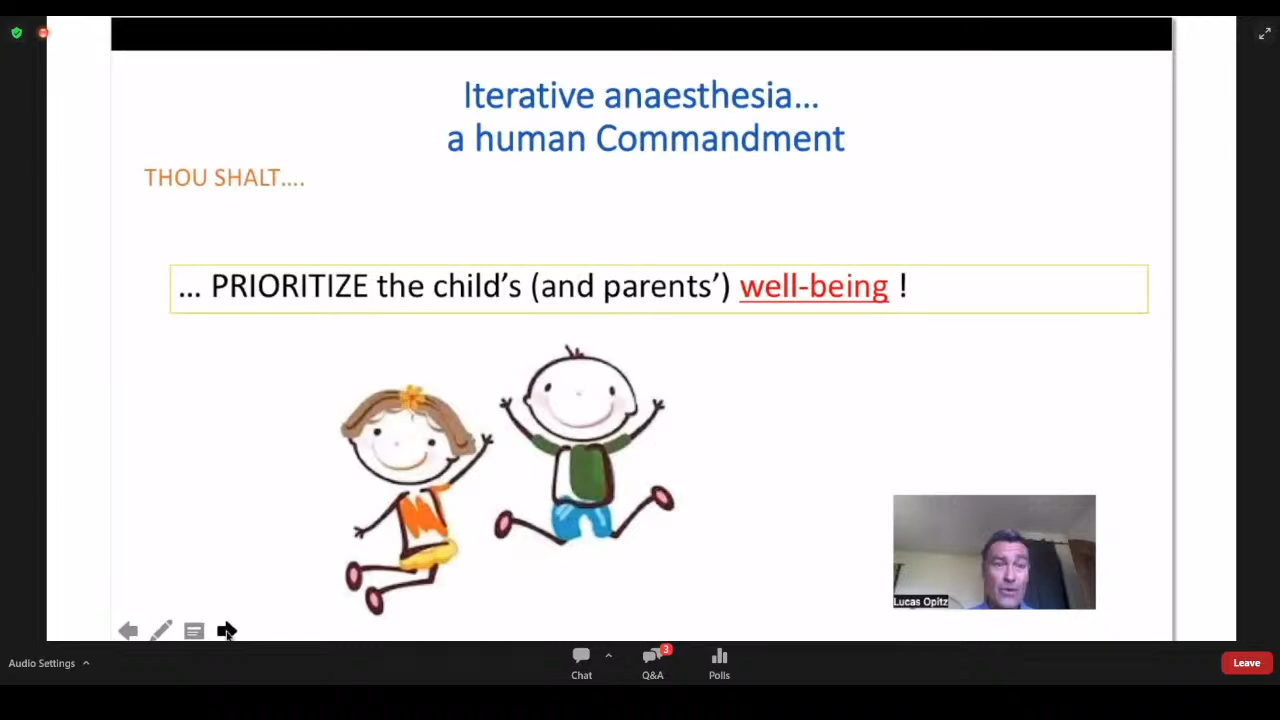 Iterative anaesthesia...
a human Commandment
THOU SHALT....
... PRIORITIZE the child's (and parents') well-being !
Lucas Opitz
Audio Settings
Chat
3
Q&A
Polls
Leave